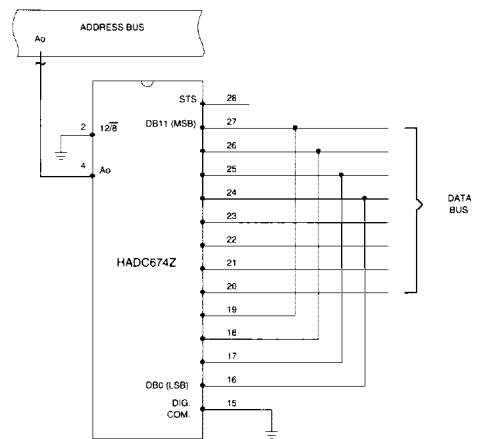 ADDRESS BUS
Ao
STS 28
2 12/8 DB11 (MSB) 27
26
4 Ao 25
24
DATA
BUS
23
22
HADC674Z 21
20
19
18
17
DB0 (LSB) 16
DIG.
COM. 15